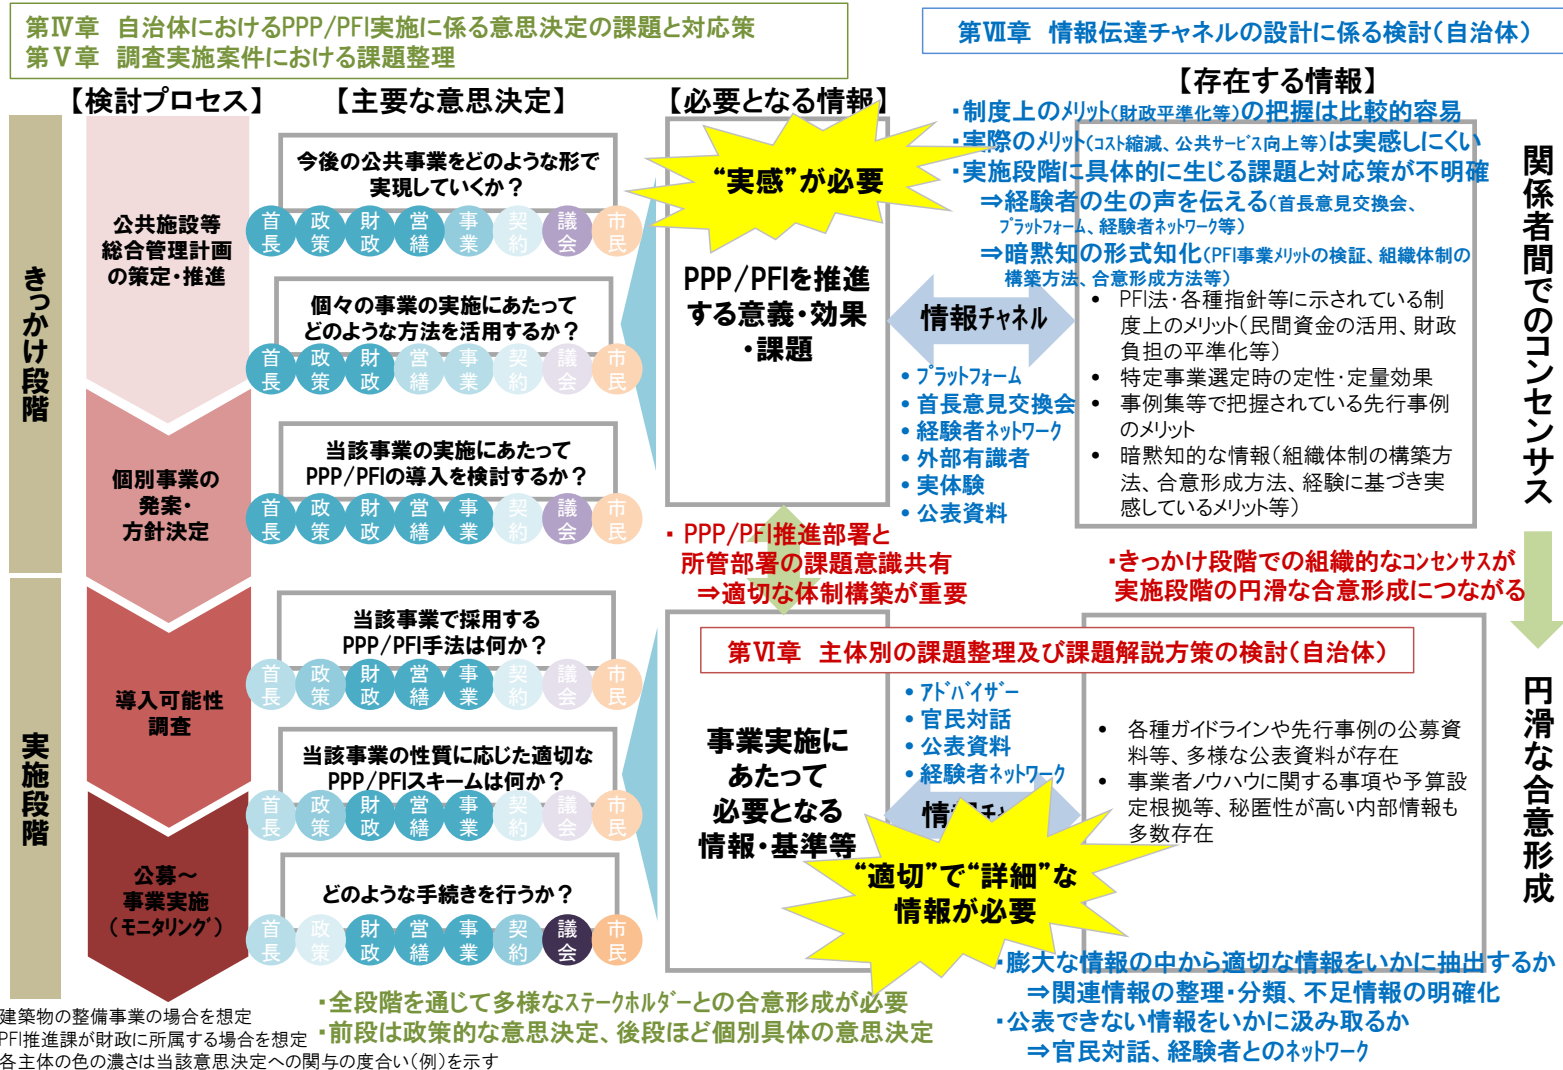 第Ⅳ章 自治体におけるPPP/PFI実施に係る意思決定の課題と対応策
第Ⅴ章 調査実施案件における課題整理
第Ⅶ章 情報伝達チャネルの設計に係る検討(自治体)
【検討プロセス】
【主要な意思決定】
【必要となる情報】
【存在する情報】
きっかけ段階
実施段階
公共施設等
総合管理計画
の策定・推進
個別事業の
発案・
方針決定
導入可能性
調査
公募～
事業実施
(モニタリング)
今後の公共事業をどのような形で
実現していくか？
首長 政策 財政 営繕 事業 契約 議会 市民
個々の事業の実施にあたって
どのような方法を活用するか？
首長 政策 財政 営繕 事業 契約 議会 市民
当該事業の実施にあたって
PPP/PFIの導入を検討するか？
首長 政策 財政 営繕 事業 契約 議会 市民
当該事業で採用する
PPP/PFI手法は何か？
首長 政策 財政 営繕 事業 契約 議会 市民
当該事業の性質に応じた適切な
PPP/PFIスキームは何か？
首長 政策 財政 営繕 事業 契約 議会 市民
どのような手続きを行うか？
首長 政策 財政 営繕 事業 契約 議会 市民
“実感”が必要
PPP/PFIを推進
する意義・効果
・課題
情報チャネル
• プラットフォーム
• 首長意見交換会
• 経験者ネットワーク
• 外部有識者
• 実体験
• 公表資料
・制度上のメリット(財政平準化等)の把握は比較的容易
・実際のメリット(コスト縮減、公共サービス向上等)は実感しにくい
・実施段階に具体的に生じる課題と対応策が不明確
⇒経験者の生の声を伝える(首長意見交換会、
プラットフォーム、経験者ネットワーク等)
⇒暗黙知の形式知化(PFI事業メリットの検証、組織体制の
構築方法、合意形成方法等)
• PFI法・各種指針等に示されている制
度上のメリット(民間資金の活用、財政
負担の平準化等)
• 特定事業選定時の定性・定量効果
• 事例集等で把握されている先行事例
のメリット
• 暗黙知的な情報(組織体制の構築方
法、合意形成方法、経験に基づき実
感しているメリット等)
関係者間でのコンセンサス
・PPP/PFI推進部署と
所管部署の課題意識共有
⇒適切な体制構築が重要
・きっかけ段階での組織的なコンセンサスが
実施段階の円滑な合意形成につながる
第Ⅵ章 主体別の課題整理及び課題解説方策の検討(自治体)
事業実施に
あたって
必要となる
情報・基準等
• アドバイザー
• 官民対話
• 公表資料
• 経験者ネットワーク
情
“適切”で“詳細”な
情報が必要
• 各種ガイドラインや先行事例の公募資
料等、多様な公表資料が存在
• 事業者ノウハウに関する事項や予算設
定根拠等、秘匿性が高い内部情報も
多数存在
円滑な合意形成
・膨大な情報の中から適切な情報をいかに抽出するか
⇒関連情報の整理・分類、不足情報の明確化
・公表できない情報をいかに汲み取るか
⇒官民対話、経験者とのネットワーク
・全段階を通じて多様なステークホルダーとの合意形成が必要
・前段は政策的な意思決定、後段ほど個別具体の意思決定
建築物の整備事業の場合を想定
PFI推進課が財政に所属する場合を想定
各主体の色の濃さは当該意思決定への関与の度合い(例)を示す